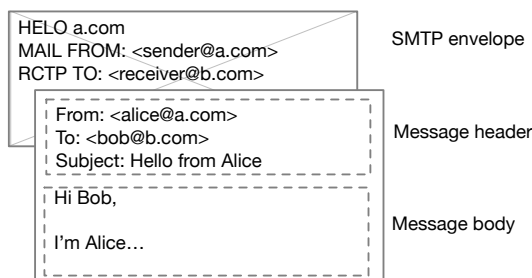 HELO a.com
MAIL FROM: <sender@a.com>
RCTP TO: <receiver@b.com>
SMTP envelope
From: <alice@a.com>
To: <bob@b.com>
Subject: Hello from Alice
Message header
Hi Bob,
I'm Alice…
Message body